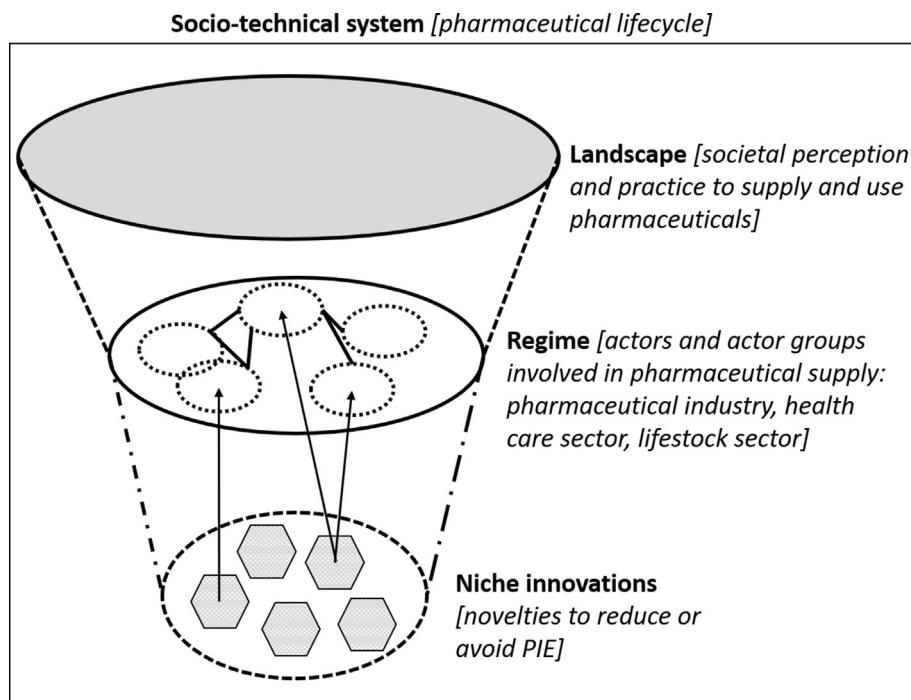 Socio-technical system [pharmaceutical lifecycle]
Landscape [societal perception
and practice to supply and use
pharmaceuticals]
Regime [actors and actor groups
involved in pharmaceutical supply:
pharmaceutical industry, health
care sector, lifestock sector]
Niche innovations
[novelties to reduce or
avoid PIE]